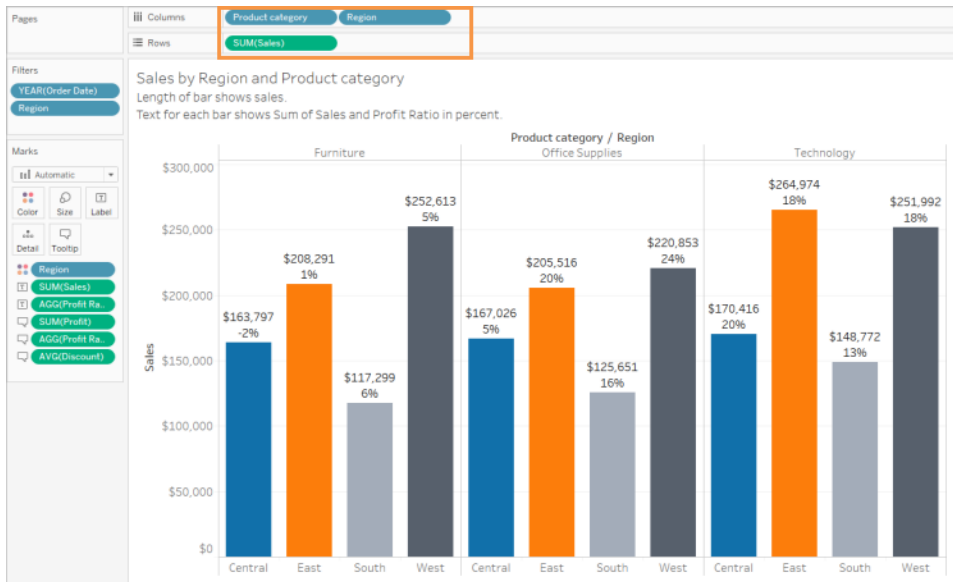 Pages
Columns
Product category
Region
Rows
SUM(Sales)
Filters
YEAR(Order Date)
Region
Marks
Automatic
Color
Size
Label
Detail
Tooltip
Region
SUM(Sales)
AGG(Profit Ra..
SUM(Profit)
AGG(Profit Ra..
AVG(Discount)
Sales by Region and Product category
Length of bar shows sales.
Text for each bar shows Sum of Sales and Profit Ratio in percent.
Product category / Region
Furniture
Office Supplies
Technology
Sales
$300,000
$250,000
$200,000
$150,000
$100,000
$50,000
$0
$163,797
-2%
$208,291
1%
$117,299
6%
$252,613
5%
$167,026
5%
$205,516
20%
$125,651
16%
$220,853
24%
$170,416
20%
$264,974
18%
$148,772
13%
$251,992
18%
Central
East
South
West
Central
East
South
West
Central
East
South
West